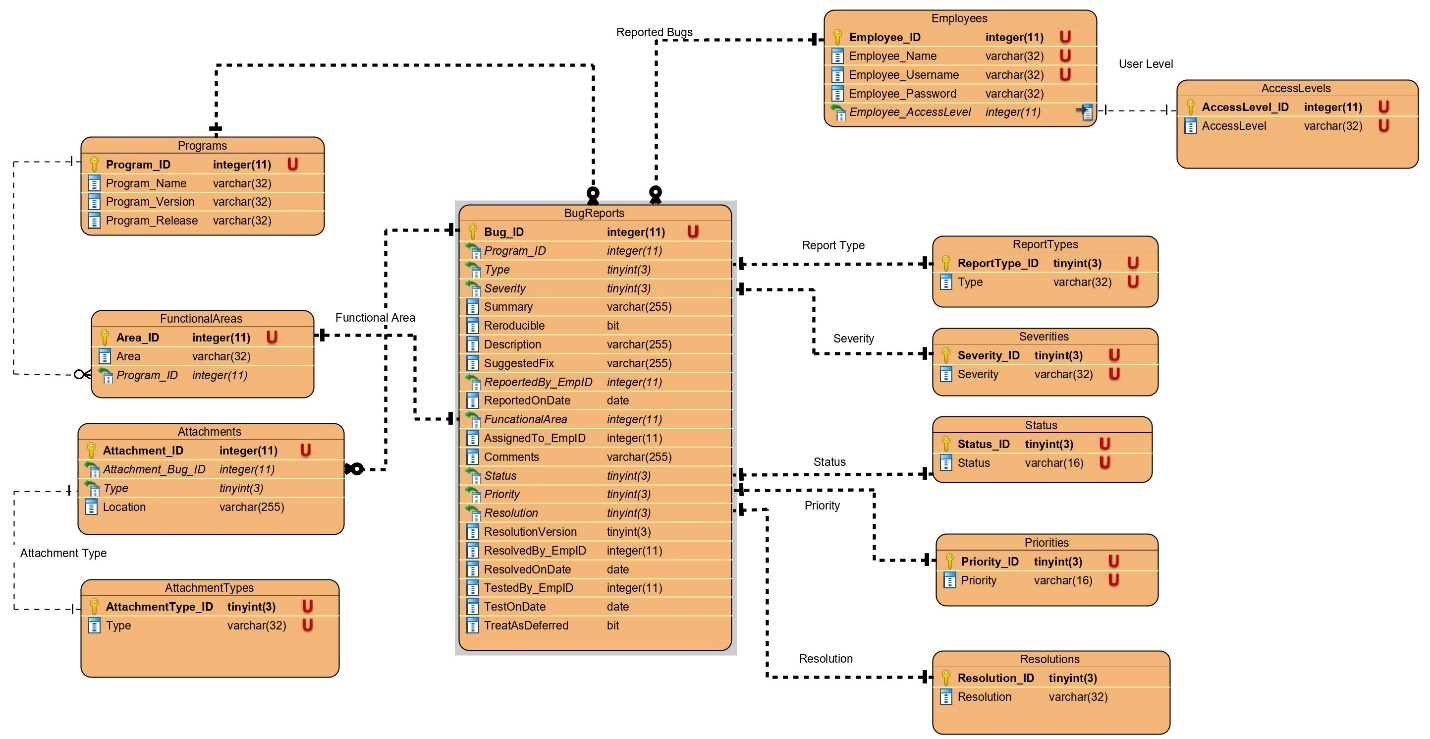 Employees
Employee_ID integer(11) U
Employee_Name varchar(32) U
Employee_Username varchar(32) U
Employee_Password varchar(32)
Employee_AccessLevel integer(11)
Reported Bugs
User Level
AccessLevels
AccessLevel_ID integer(11) U
AccessLevel varchar(32) U
Programs
Program_ID integer(11) U
Program_Name varchar(32)
Program_Version varchar(32)
Program_Release varchar(32)
BugReports
Bug_ID integer(11) U
Program_ID integer(11)
Type tinyint(3)
Severity tinyint(3)
Summary varchar(255)
Reroducible bit
Description varchar(255)
SuggestedFix varchar(255)
RepoertedBy_EmpID integer(11)
ReportedOnDate date
FuncationalArea integer(11)
AssignedTo_EmpID integer(11)
Comments varchar(255)
Status tinyint(3)
Priority tinyint(3)
Resolution tinyint(3)
ResolutionVersion tinyint(3)
ResolvedBy_EmpID integer(11)
ResolvedOnDate date
TestedBy_EmpID integer(11)
TestOnDate date
TreatAsDeferred bit
FunctionalAreas
Area_ID integer(11) U
Area varchar(32)
Program_ID integer(11)
Functional Area
Attachments
Attachment_ID integer(11) U
Attachment_Bug_ID integer(11)
Type tinyint(3)
Location varchar(255)
Attachment Type
AttachmentTypes
AttachmentType_ID tinyint(3) U
Type varchar(32) U
Report Type
ReportTypes
ReportType_ID tinyint(3) U
Type varchar(32) U
Severity
Severities
Severity_ID tinyint(3) U
Severity varchar(32) U
Status
Status
Status_ID tinyint(3) U
Status varchar(16) U
Priority
Priorities
Priority_ID tinyint(3) U
Priority varchar(16) U
Resolution
Resolutions
Resolution_ID tinyint(3)
Resolution varchar(32)